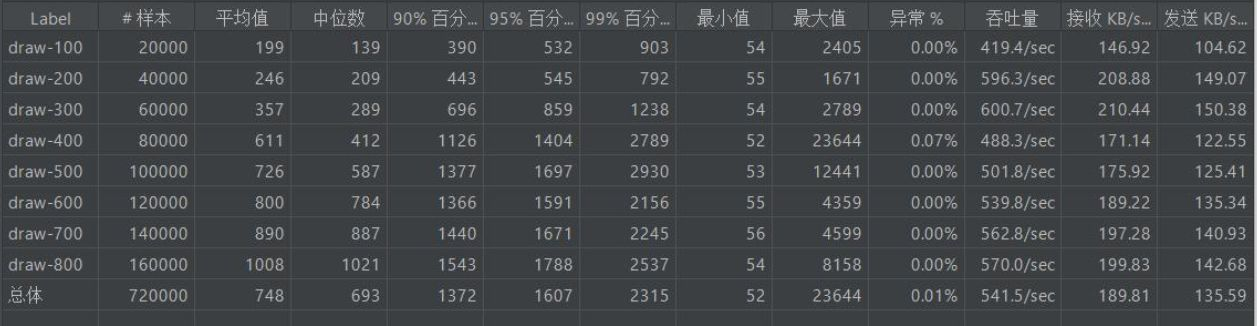 Label # 样本 平均值 中位数 90% 百分... 95% 百分... 99% 百分... 最小值 最大值 异常 % 吞吐量 接收 KB/s... 发送 KB/s...
draw-100 20000 199 139 390 532 903 54 2405 0.00% 419.4/sec 146.92 104.62
draw-200 40000 246 209 443 545 792 55 1671 0.00% 596.3/sec 208.88 149.07
draw-300 60000 357 289 696 859 1238 54 2789 0.00% 600.7/sec 210.44 150.38
draw-400 80000 611 412 1126 1404 2789 52 23644 0.07% 488.3/sec 171.14 122.55
draw-500 100000 726 587 1377 1697 2930 53 12441 0.00% 501.8/sec 175.92 125.41
draw-600 120000 800 784 1366 1591 2156 55 4359 0.00% 539.8/sec 189.22 135.34
draw-700 140000 890 887 1440 1671 2245 56 4599 0.00% 562.8/sec 197.28 140.93
draw-800 160000 1008 1021 1543 1788 2537 54 8158 0.00% 570.0/sec 199.83 142.68
总体 720000 748 693 1372 1607 2315 52 23644 0.01% 541.5/sec 189.81 135.59